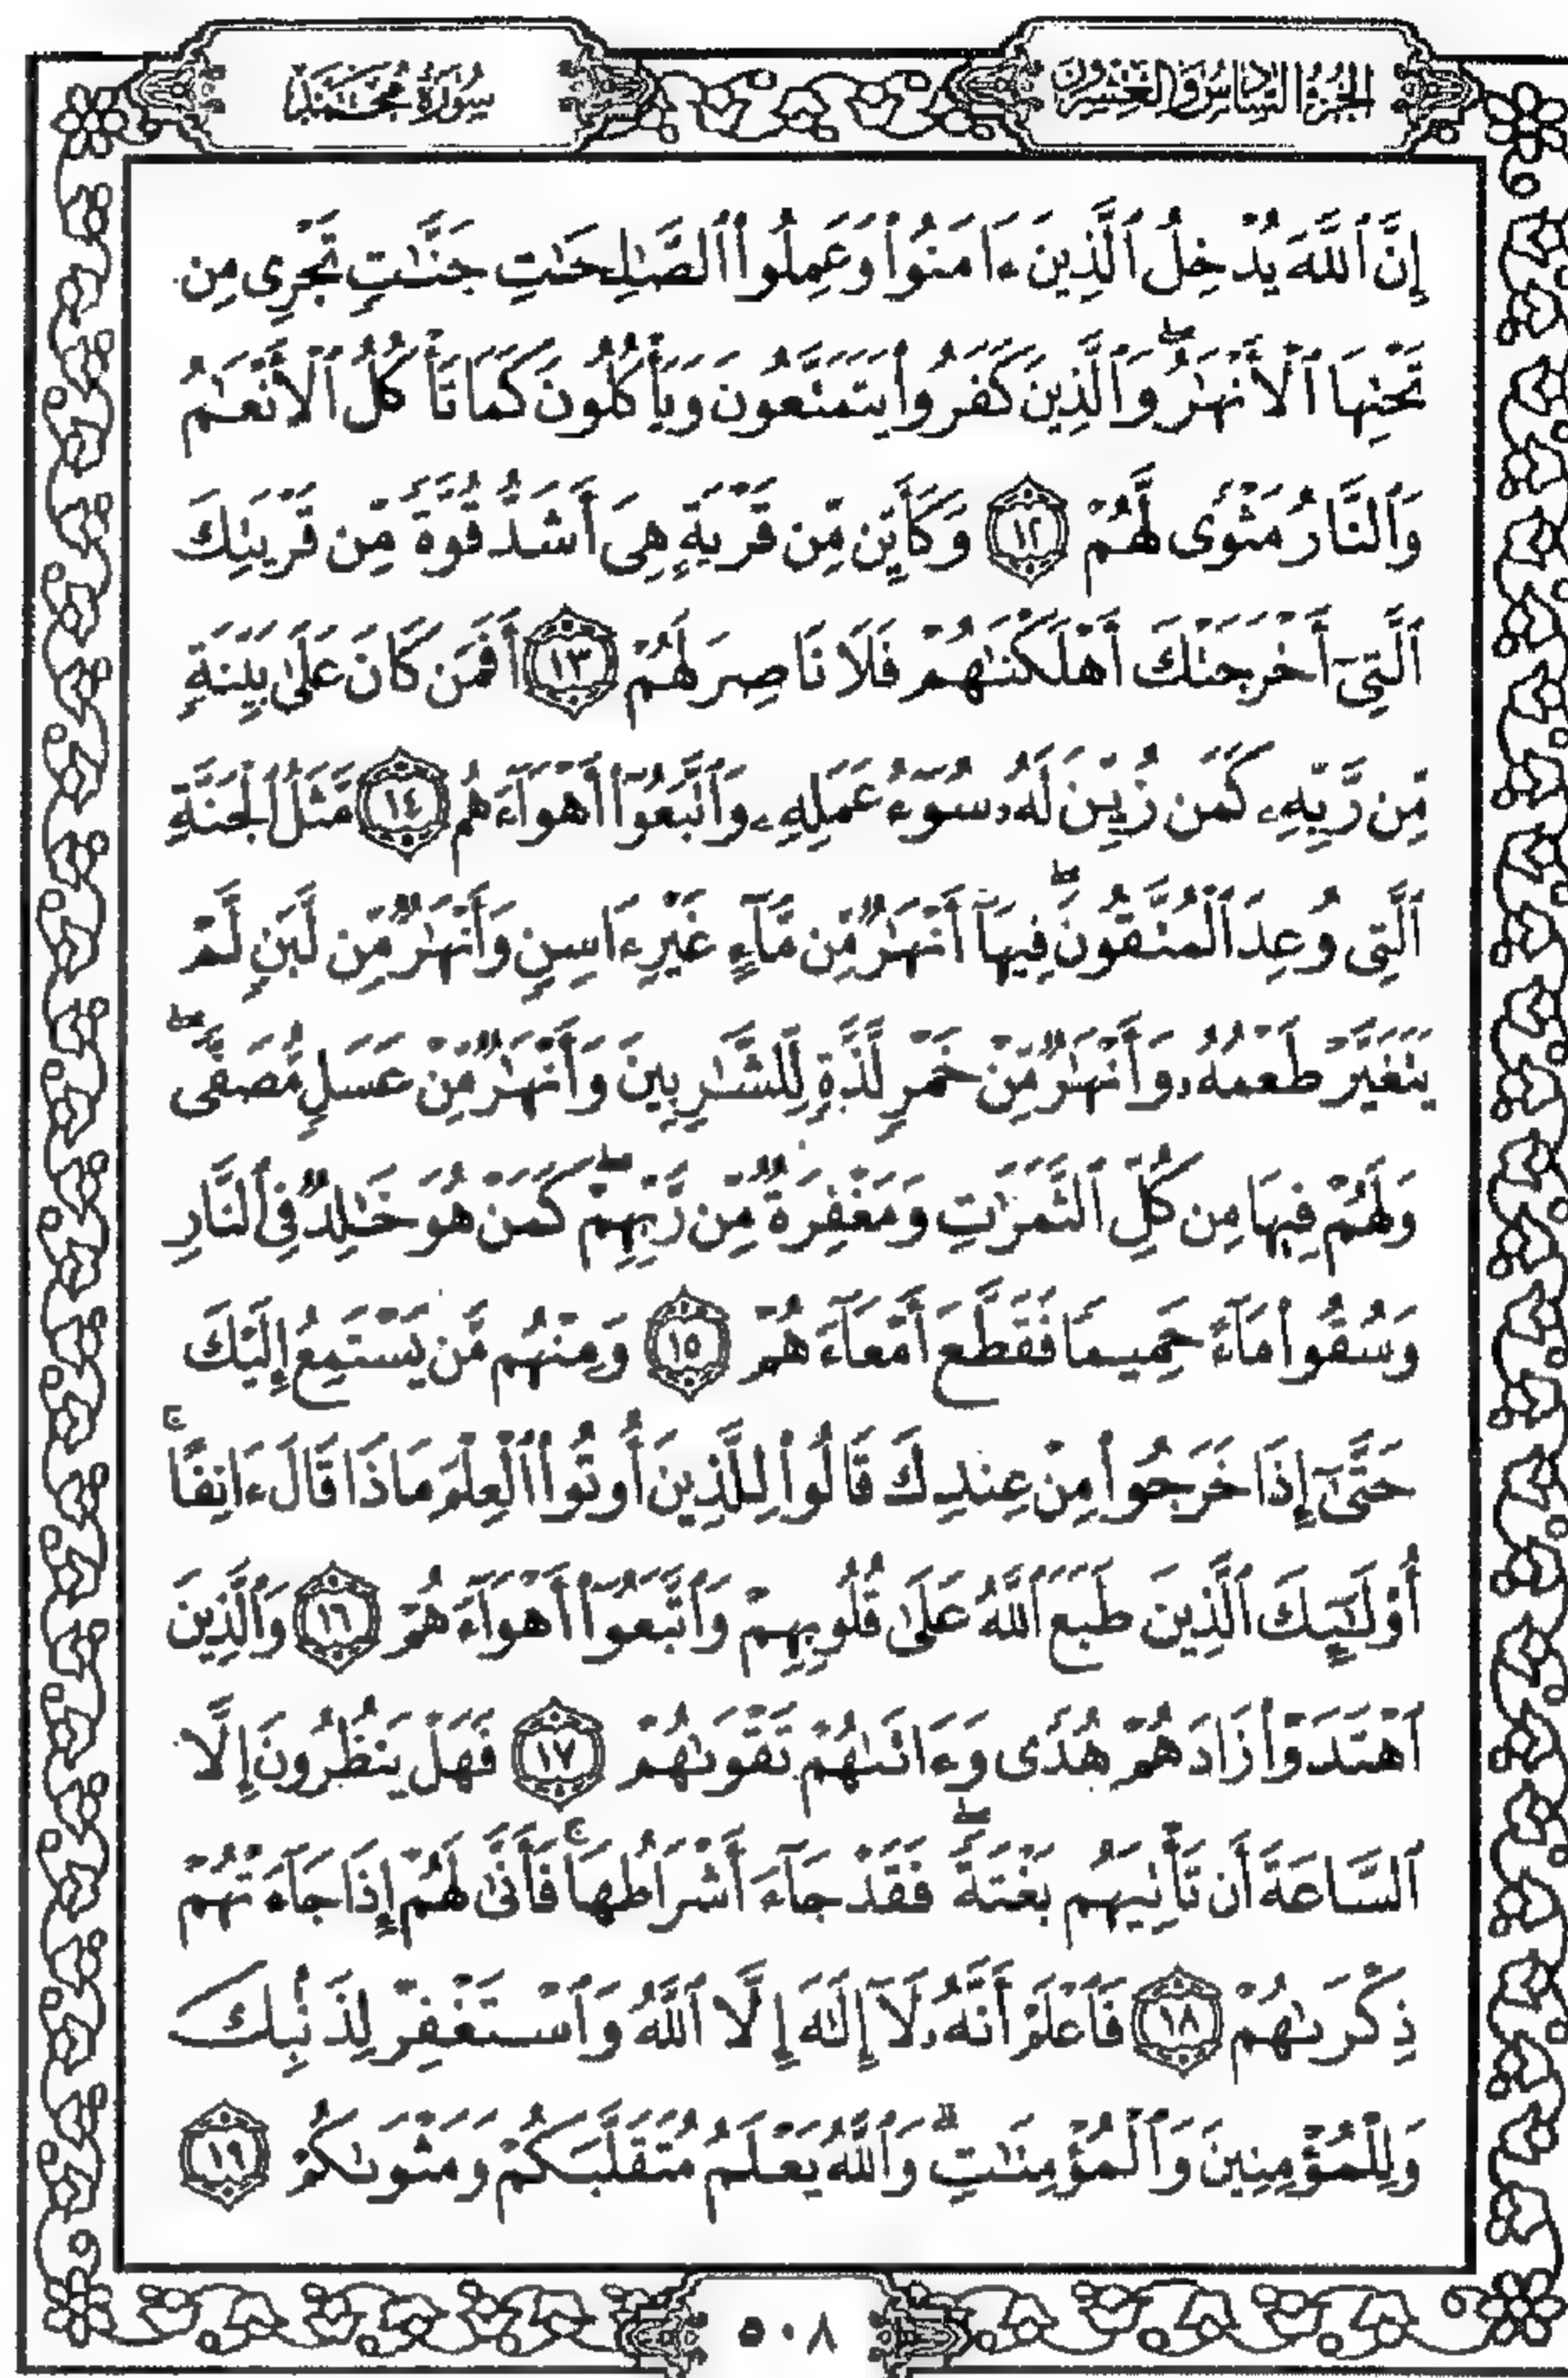 الجزء السادس والعشرون
سورة محمد
إِنَّ ٱللَّهَ يُدْخِلُ ٱلَّذِينَ ءَامَنُوا۟ وَعَمِلُوا۟ ٱلصَّٰلِحَٰتِ جَنَّٰتٍ تَجْرِى مِن
تَحْتِهَا ٱلْأَنْهَٰرُ ۖ وَٱلَّذِينَ كَفَرُوا۟ يَتَمَتَّعُونَ وَيَأْكُلُونَ كَمَا تَأْكُلُ ٱلْأَنْعَٰمُ
وَٱلنَّارُ مَثْوًى لَّهُمْ ١٢ وَكَأَيِّن مِّن قَرْيَةٍ هِىَ أَشَدُّ قُوَّةً مِّن قَرْيَتِكَ
ٱلَّتِىٓ أَخْرَجَتْكَ أَهْلَكْنَٰهُمْ فَلَا نَاصِرَ لَهُمْ ١٣ أَفَمَن كَانَ عَلَىٰ بَيِّنَةٍ
مِّن رَّبِّهِۦ كَمَن زُيِّنَ لَهُۥ سُوٓءُ عَمَلِهِۦ وَٱتَّبَعُوٓا۟ أَهْوَآءَهُم ١٤ مَّثَلُ ٱلْجَنَّةِ
ٱلَّتِى وُعِدَ ٱلْمُتَّقُونَ ۖ فِيهَآ أَنْهَٰرٌ مِّن مَّآءٍ غَيْرِ ءَاسِنٍ وَأَنْهَٰرٌ مِّن لَّبَنٍ لَّمْ
يَتَغَيَّرْ طَعْمُهُۥ وَأَنْهَٰرٌ مِّنْ خَمْرٍ لَّذَّةٍ لِّلشَّٰرِبِينَ وَأَنْهَٰرٌ مِّنْ عَسَلٍ مُّصَفًّى ۖ
وَلَهُمْ فِيهَا مِن كُلِّ ٱلثَّمَرَٰتِ وَمَغْفِرَةٌ مِّن رَّبِّهِمْ ۖ كَمَنْ هُوَ خَٰلِدٌ فِى ٱلنَّارِ
وَسُقُوا۟ مَآءً حَمِيمًا فَقَطَّعَ أَمْعَآءَهُمْ ١٥ وَمِنْهُم مَّن يَسْتَمِعُ إِلَيْكَ
حَتَّىٰٓ إِذَا خَرَجُوا۟ مِنْ عِندِكَ قَالُوا۟ لِلَّذِينَ أُوتُوا۟ ٱلْعِلْمَ مَاذَا قَالَ ءَانِفًا ۚ
أُو۟لَٰٓئِكَ ٱلَّذِينَ طَبَعَ ٱللَّهُ عَلَىٰ قُلُوبِهِمْ وَٱتَّبَعُوٓا۟ أَهْوَآءَهُمْ ١٦ وَٱلَّذِينَ
ٱهْتَدَوْا۟ زَادَهُمْ هُدًى وَءَاتَىٰهُمْ تَقْوَىٰهُمْ ١٧ فَهَلْ يَنظُرُونَ إِلَّا
ٱلسَّاعَةَ أَن تَأْتِيَهُم بَغْتَةً ۖ فَقَدْ جَآءَ أَشْرَاطُهَا ۚ فَأَنَّىٰ لَهُمْ إِذَا جَآءَتْهُمْ
ذِكْرَىٰهُمْ ١٨ فَٱعْلَمْ أَنَّهُۥ لَآ إِلَٰهَ إِلَّا ٱللَّهُ وَٱسْتَغْفِرْ لِذَنۢبِكَ
وَلِلْمُؤْمِنِينَ وَٱلْمُؤْمِنَٰتِ ۗ وَٱللَّهُ يَعْلَمُ مُتَقَلَّبَكُمْ وَمَثْوَىٰكُمْ ١٩
٥٠٨